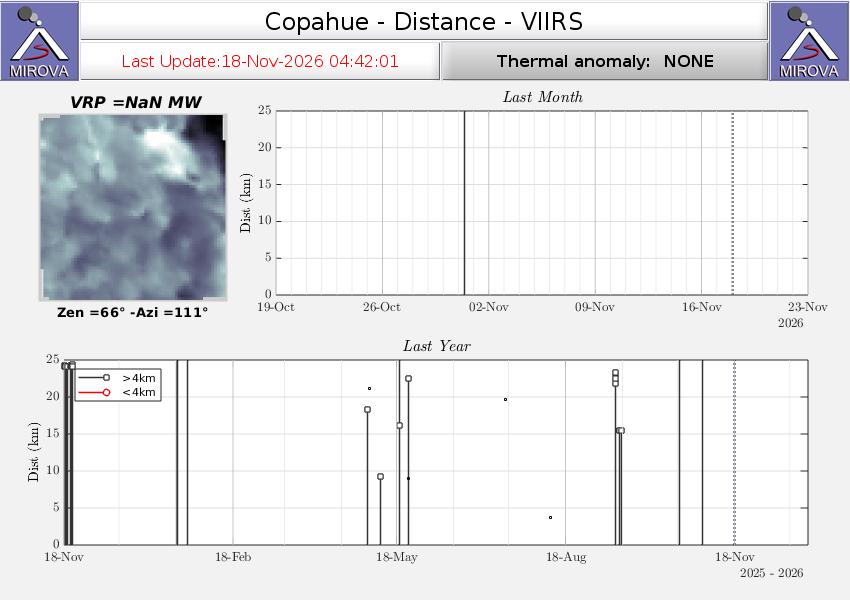 Copahue - Distance - VIIRS
MIROVA
Last Update:18-Nov-2026 04:42:01
Thermal anomaly: NONE
MIROVA
VRP =NaN MW
Zen =66° -Azi =111°
Last Month
Dist (km)
25
20
15
10
5
0
19-Oct 26-Oct 02-Nov 09-Nov 16-Nov 23-Nov
2026
Last Year
Dist (km)
25
20
15
10
5
0
>4km
<4km
18-Nov 18-Feb 18-May 18-Aug 18-Nov
2025 - 2026